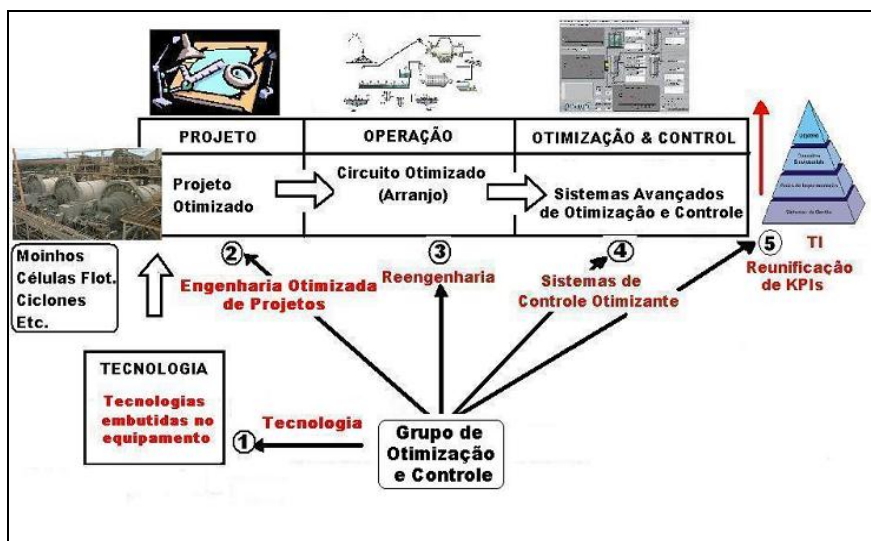 PROJETO
OPERAÇÃO
OTIMIZAÇÃO & CONTROL
Projeto
Otimizado
Circuito Otimizado
(Arranjo)
Sistemas Avançados
de Otimização e Controle
Moinhos
Células Flot.
Ciclones
Etc.
2
Engenharia Otimizada
de Projetos
3
Reengenharia
4
Sistemas de
Controle Otimizante
5
TI
Reunificação
de KPIs
TECNOLOGIA
Tecnologias
embutidas no
equipamento
1
Tecnologia
Grupo de
Otimização
e Controle